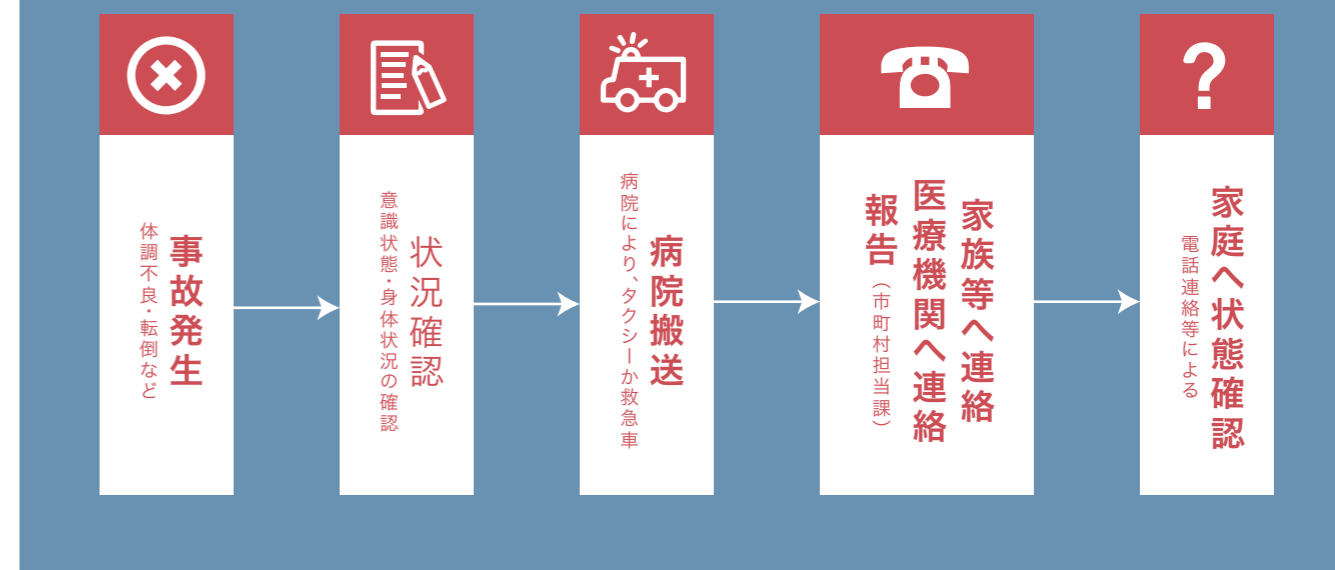 事故発生
体調不良・転倒など
状況確認
意識状態・身体状況の確認
病院搬送
病院により、タクシーか救急車
家族等へ連絡
医療機関へ連絡
報告（市町村担当課）
家庭へ状態確認
電話連絡等による